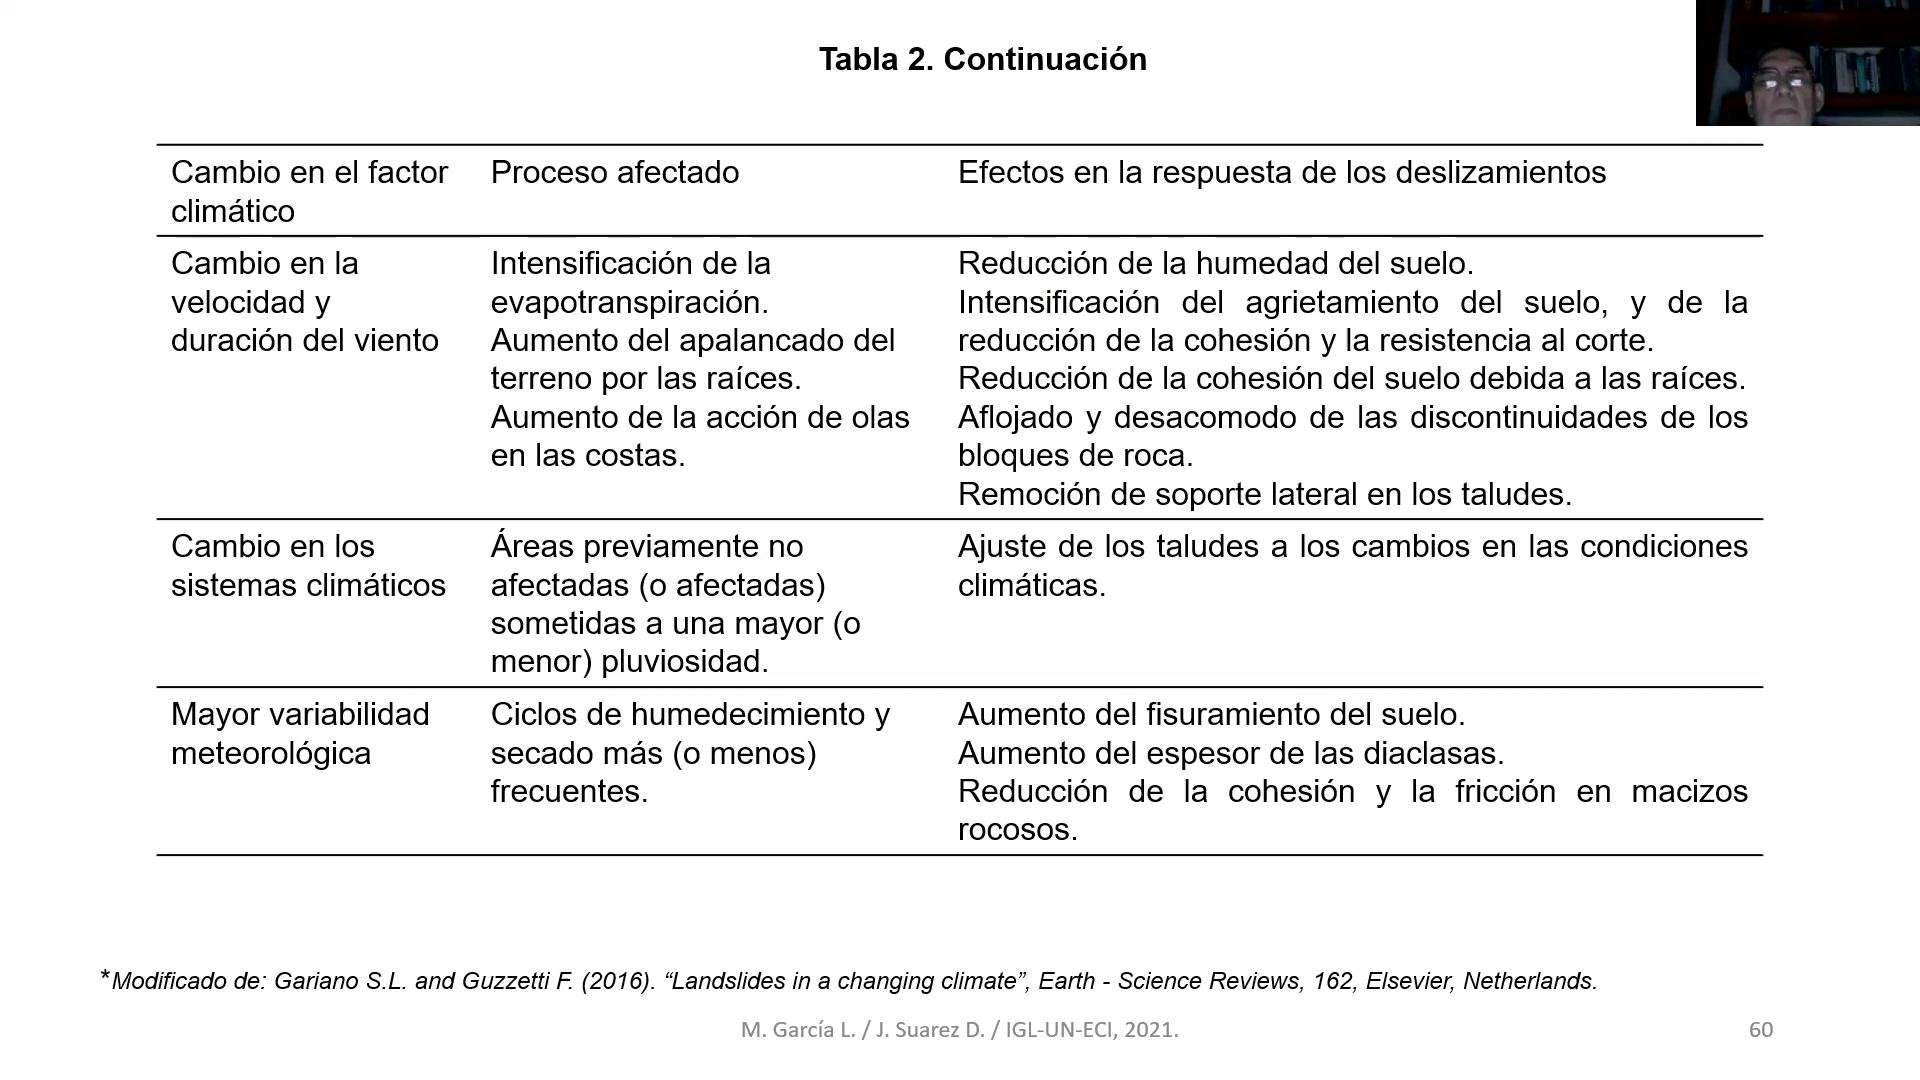 Tabla 2. Continuación
Cambio en el factor
climático
Proceso afectado
Efectos en la respuesta de los deslizamientos
Cambio en la
velocidad y
duración del viento
Intensificación de la
evapotranspiración.
Aumento del apalancado del
terreno por las raíces.
Aumento de la acción de olas
en las costas.
Reducción de la humedad del suelo.
Intensificación del agrietamiento del suelo, y de la
reducción de la cohesión y la resistencia al corte.
Reducción de la cohesión del suelo debida a las raíces.
Aflojado y desacomodo de las discontinuidades de los
bloques de roca.
Remoción de soporte lateral en los taludes.
Cambio en los
sistemas climáticos
Áreas previamente no
afectadas (o afectadas)
sometidas a una mayor (o
menor) pluviosidad.
Ajuste de los taludes a los cambios en las condiciones
climáticas.
Mayor variabilidad
meteorológica
Ciclos de humedecimiento y
secado más (o menos)
frecuentes.
Aumento del fisuramiento del suelo.
Aumento del espesor de las diaclasas.
Reducción de la cohesión y la fricción en macizos
rocosos.
*Modificado de: Gariano S.L. and Guzzetti F. (2016). “Landslides in a changing climate”, Earth - Science Reviews, 162, Elsevier, Netherlands.
M. García L. / J. Suarez D. / IGL-UN-ECI, 2021.
60